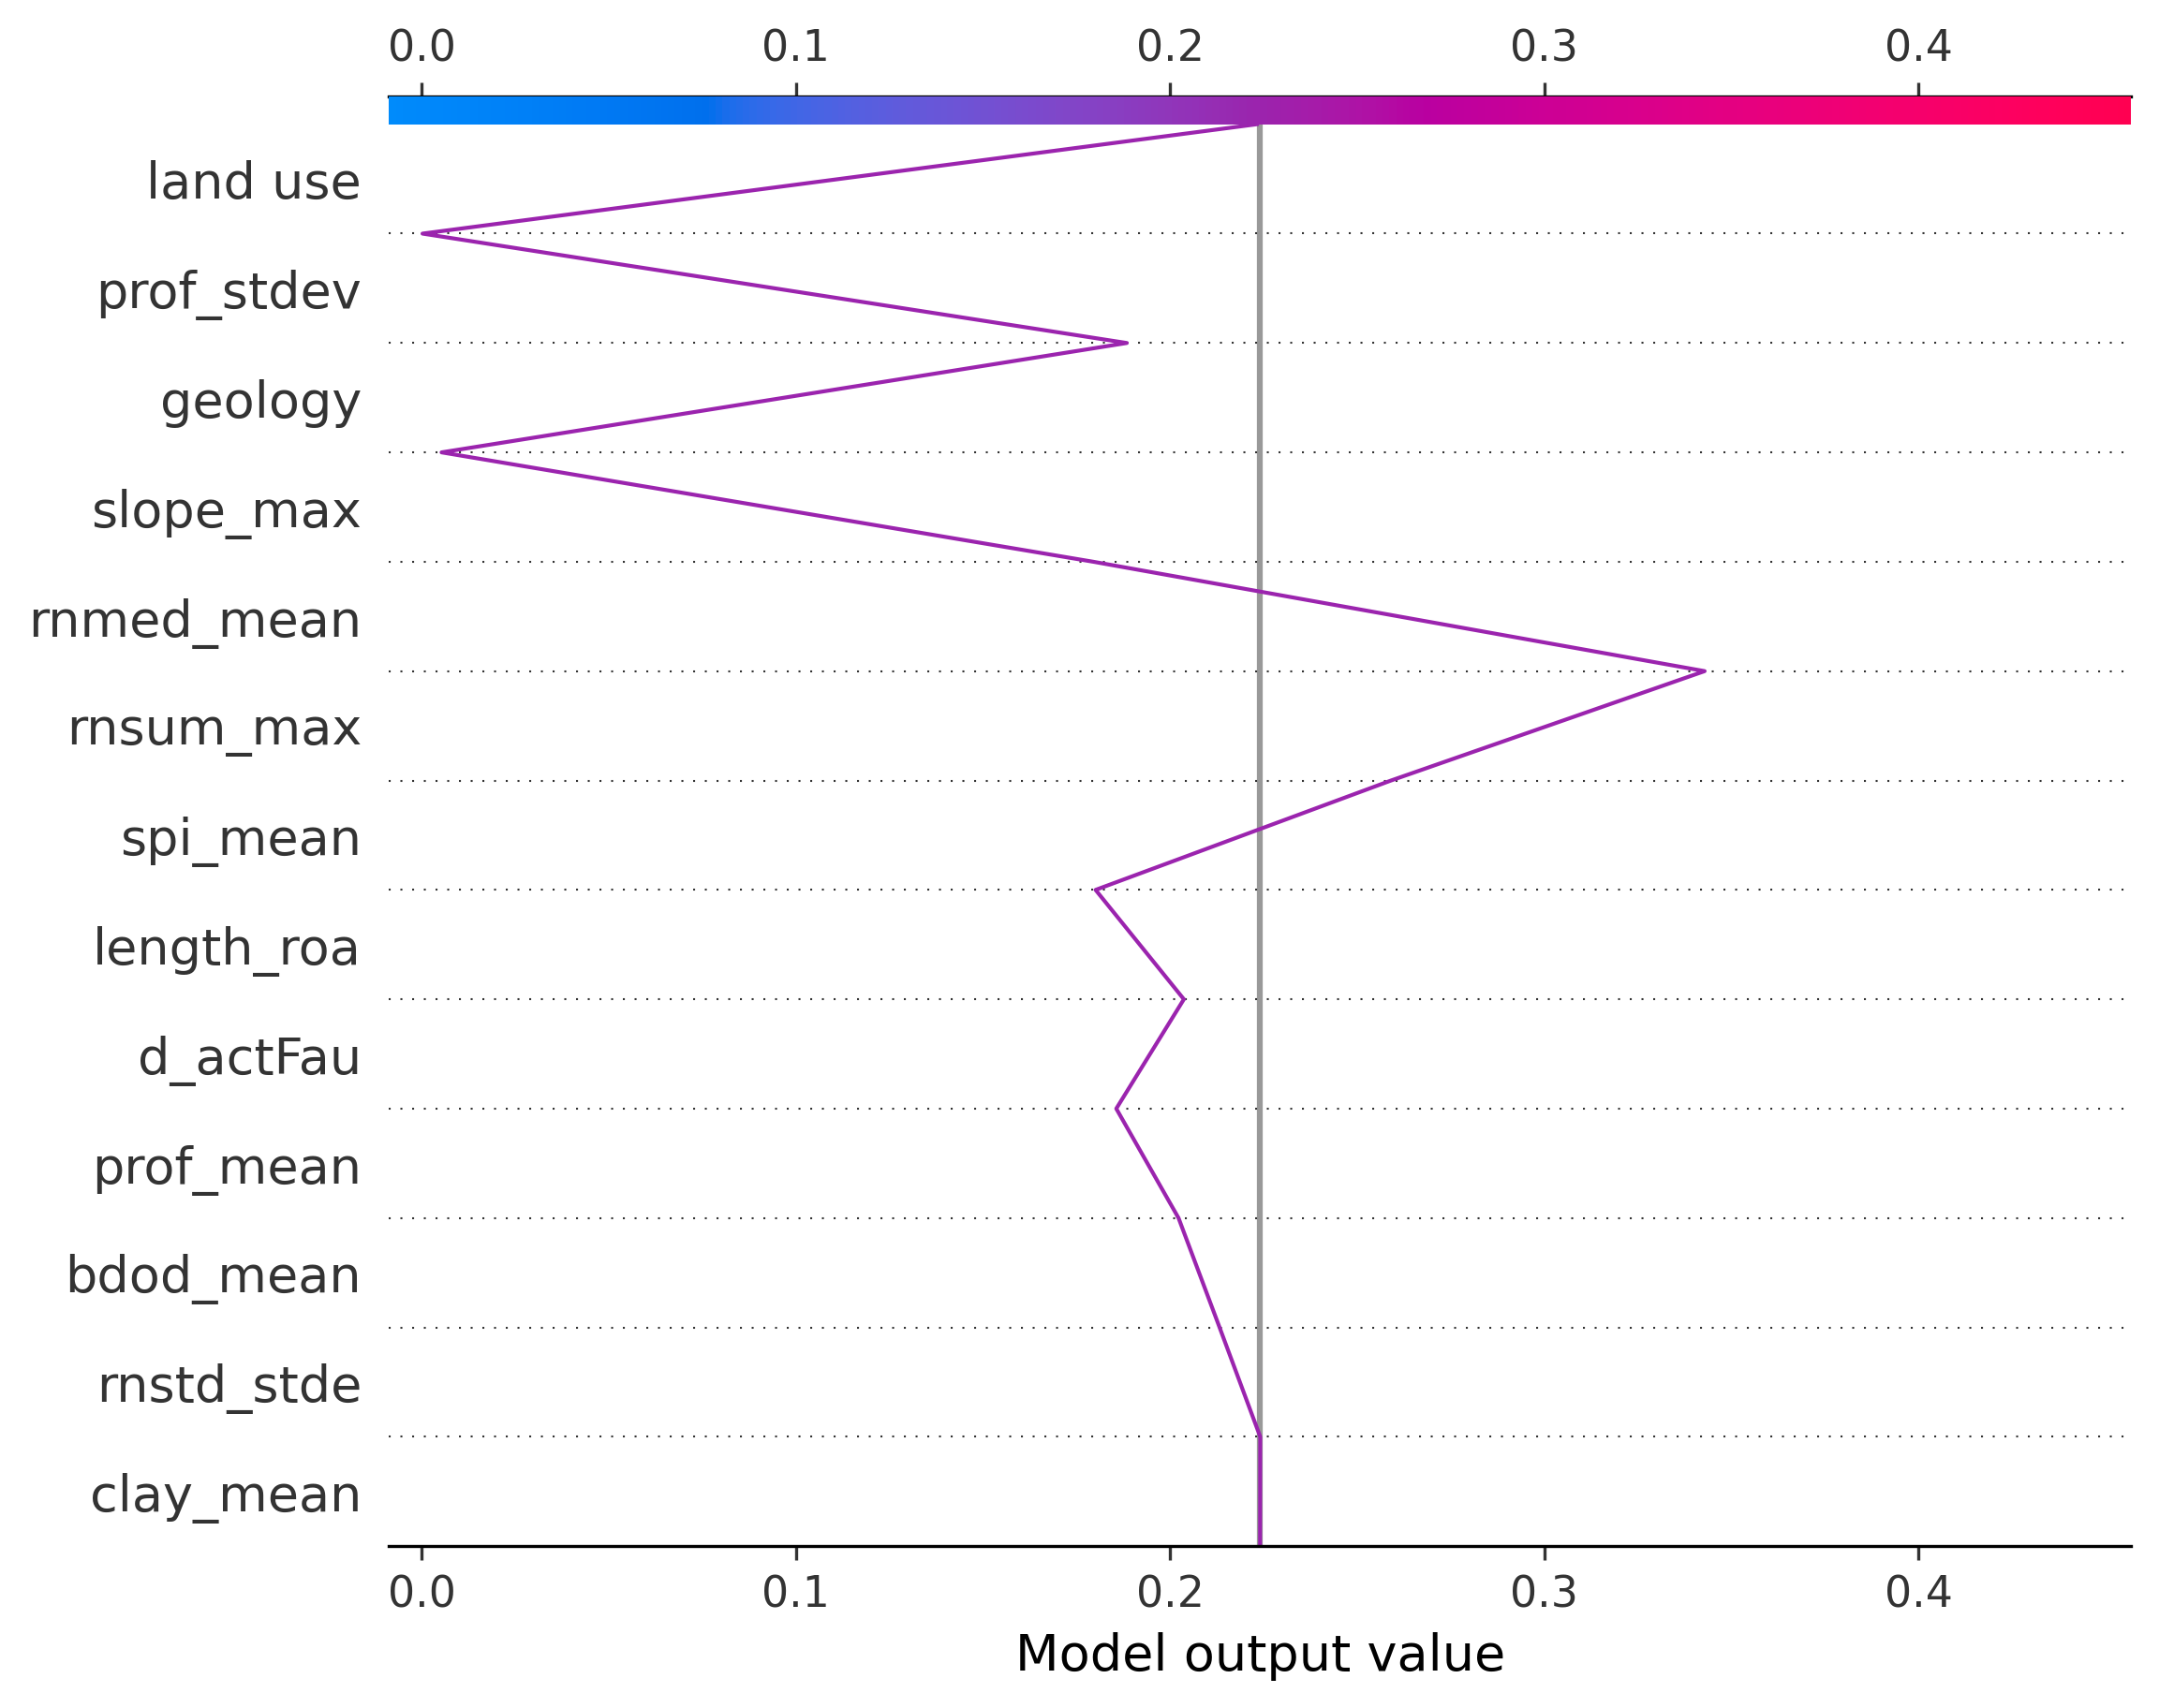 0.0 0.1 0.2 0.3 0.4
land use
prof_stdev
geology
slope_max
rnmed_mean
rnsum_max
spi_mean
length_roa
d_actFau
prof_mean
bdod_mean
rnstd_stde
clay_mean
0.0 0.1 0.2 0.3 0.4
Model output value